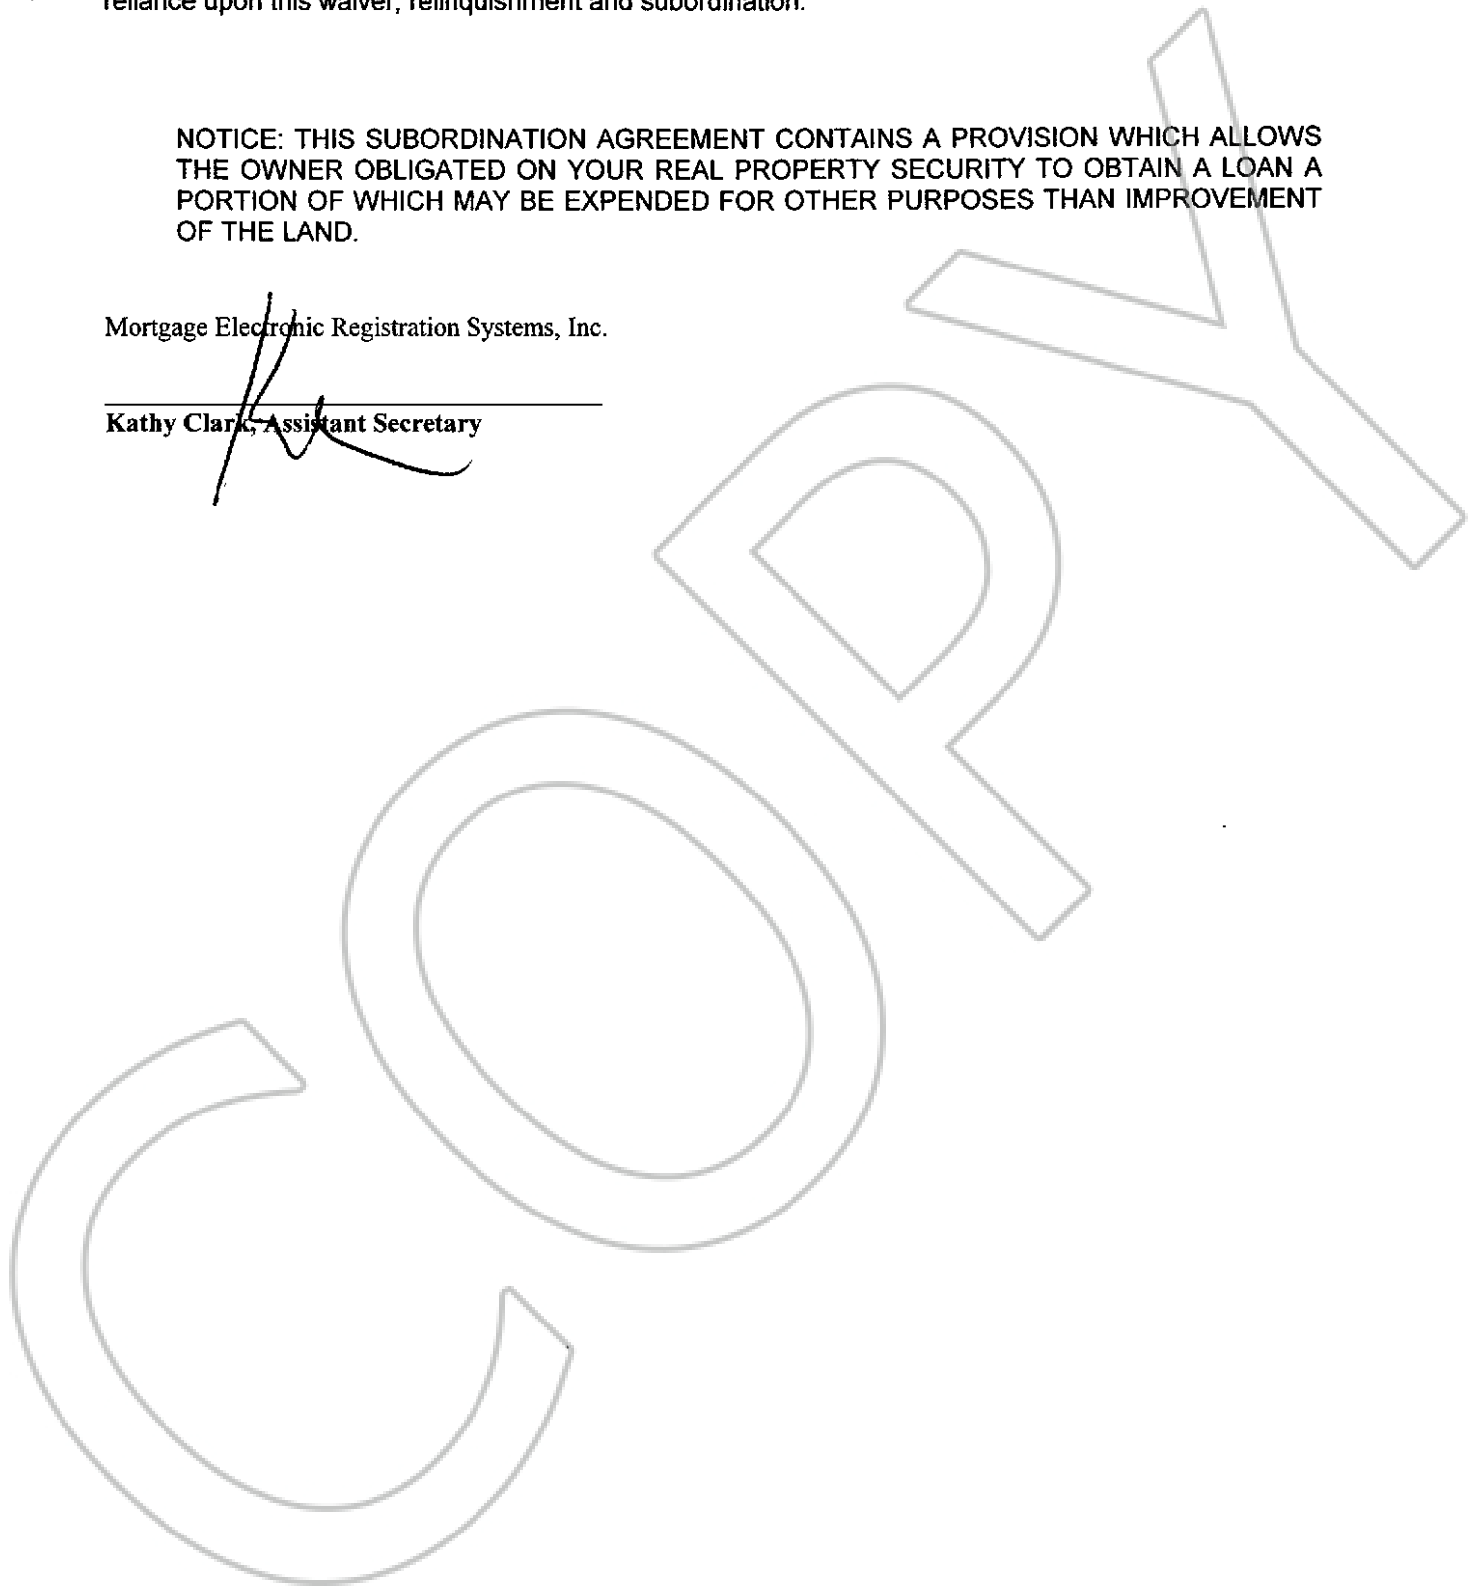 reliance upon this waiver, relinquishment and subordination.
NOTICE: THIS SUBORDINATION AGREEMENT CONTAINS A PROVISION WHICH ALLOWS
THE OWNER OBLIGATED ON YOUR REAL PROPERTY SECURITY TO OBTAIN A LOAN A
PORTION OF WHICH MAY BE EXPENDED FOR OTHER PURPOSES THAN IMPROVEMENT
OF THE LAND.
Mortgage Electronic Registration Systems, Inc.
Kathy Clark, Assistant Secretary
COPY